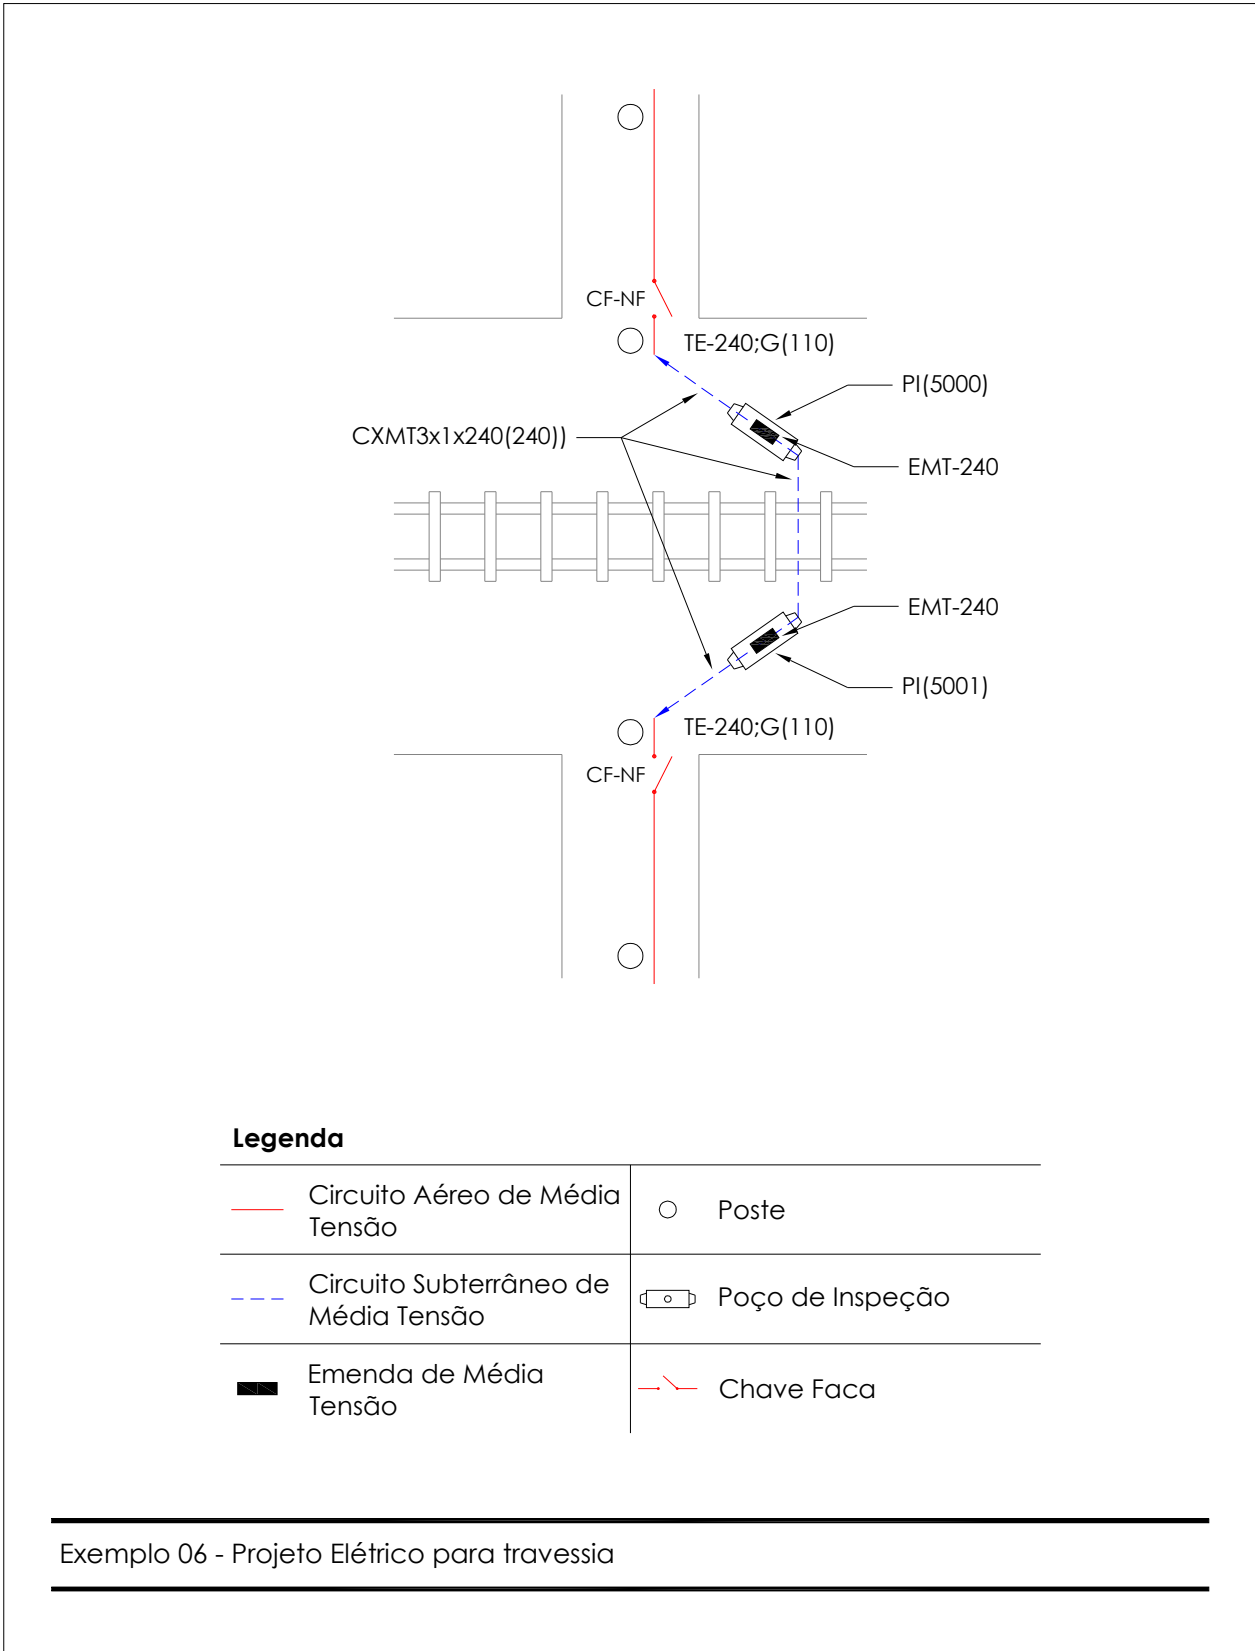 CF-NF
TE-240;G(110)
PI(5000)
CXMT3x1x240(240))
EMT-240
EMT-240
PI(5001)
TE-240;G(110)
CF-NF
Legenda
Circuito Aéreo de Média
Tensão
Poste
Circuito Subterrâneo de
Média Tensão
Poço de Inspeção
Emenda de Média
Tensão
Chave Faca
Exemplo 06 - Projeto Elétrico para travessia